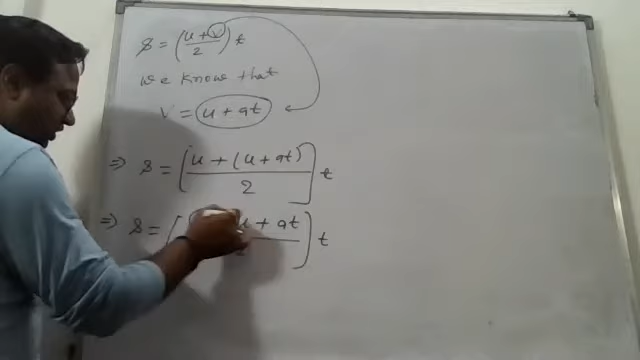 S = (u+v/2) t
we know that
v = u + at
⇒ S = [u + (u + at)/2] t
⇒ S = [ u + at ] t